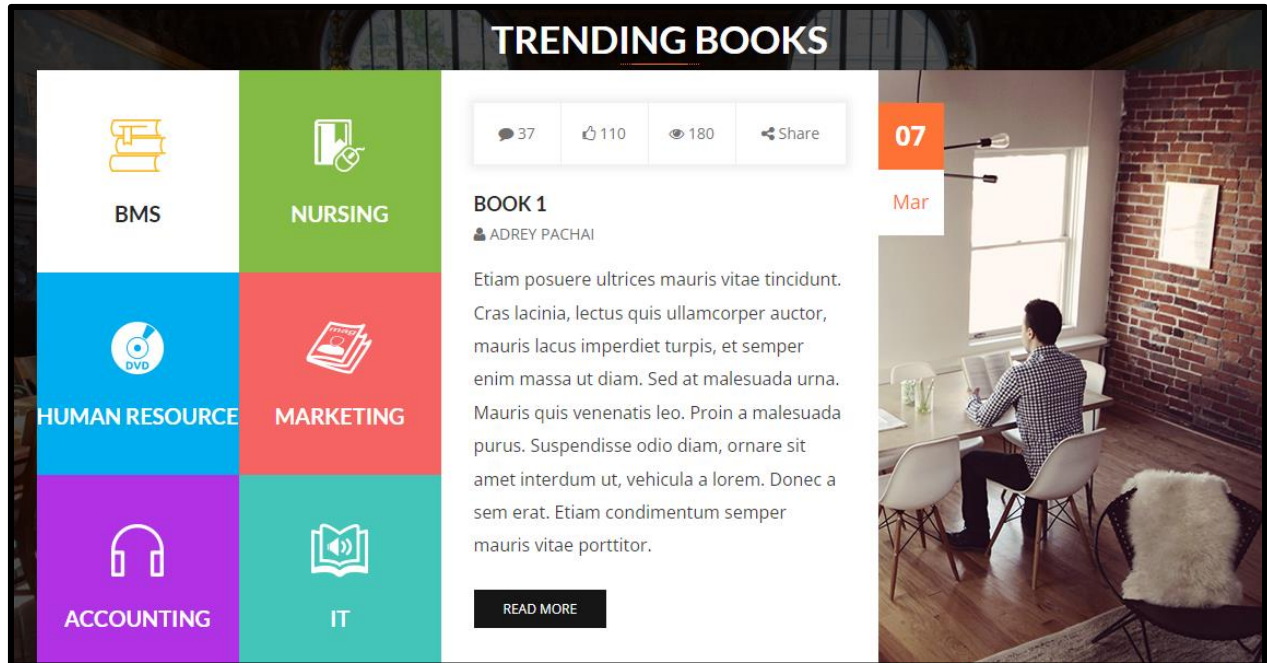 TRENDING BOOKS
BMS
NURSING
DVD
HUMAN RESOURCE
mag
MARKETING
ACCOUNTING
IT
37 110 180 Share
BOOK 1
ADREY PACHAI
Etiam posuere ultrices mauris vitae tincidunt.
Cras lacinia, lectus quis ullamcorper auctor,
mauris lacus imperdiet turpis, et semper
enim massa ut diam. Sed at malesuada urna.
Mauris quis venenatis leo. Proin a malesuada
purus. Suspendisse odio diam, ornare sit
amet interdum ut, vehicula a lorem. Donec a
sem erat. Etiam condimentum semper
mauris vitae porttitor.
READ MORE
07
Mar